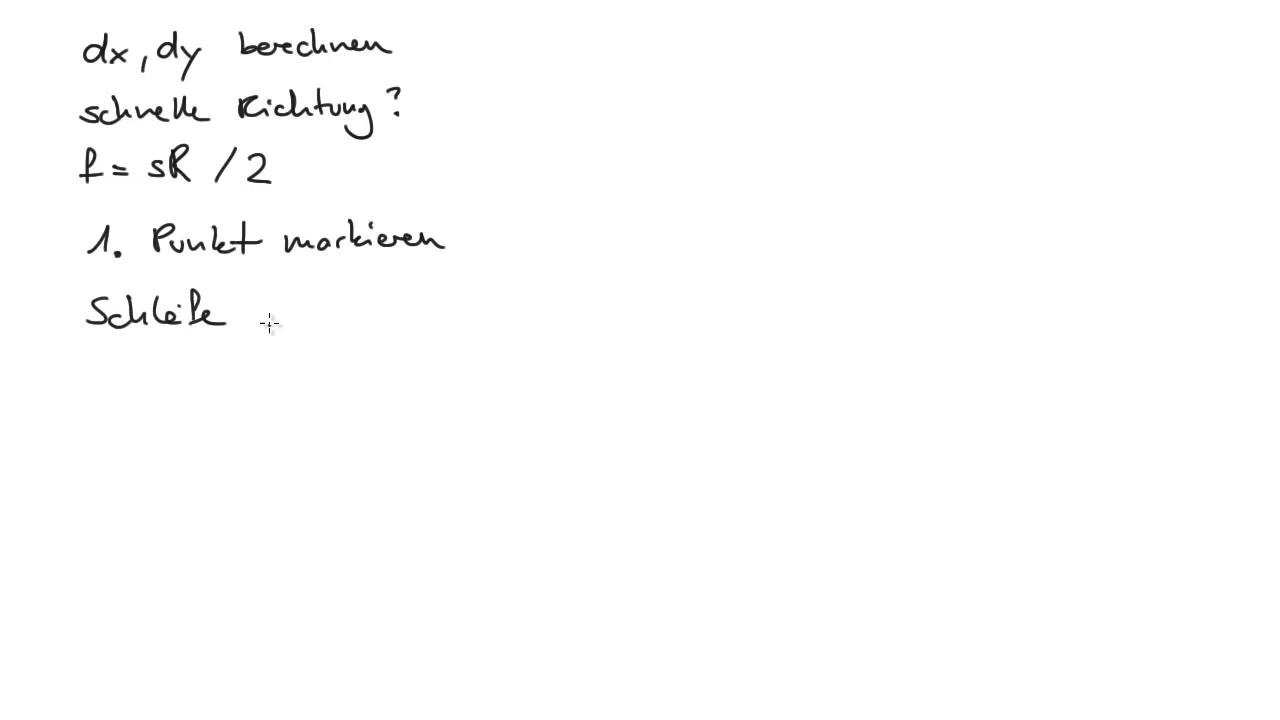 dx, dy berechnen
schnelle Richtung?
f = sR / 2
1. Punkt markieren
Schleife